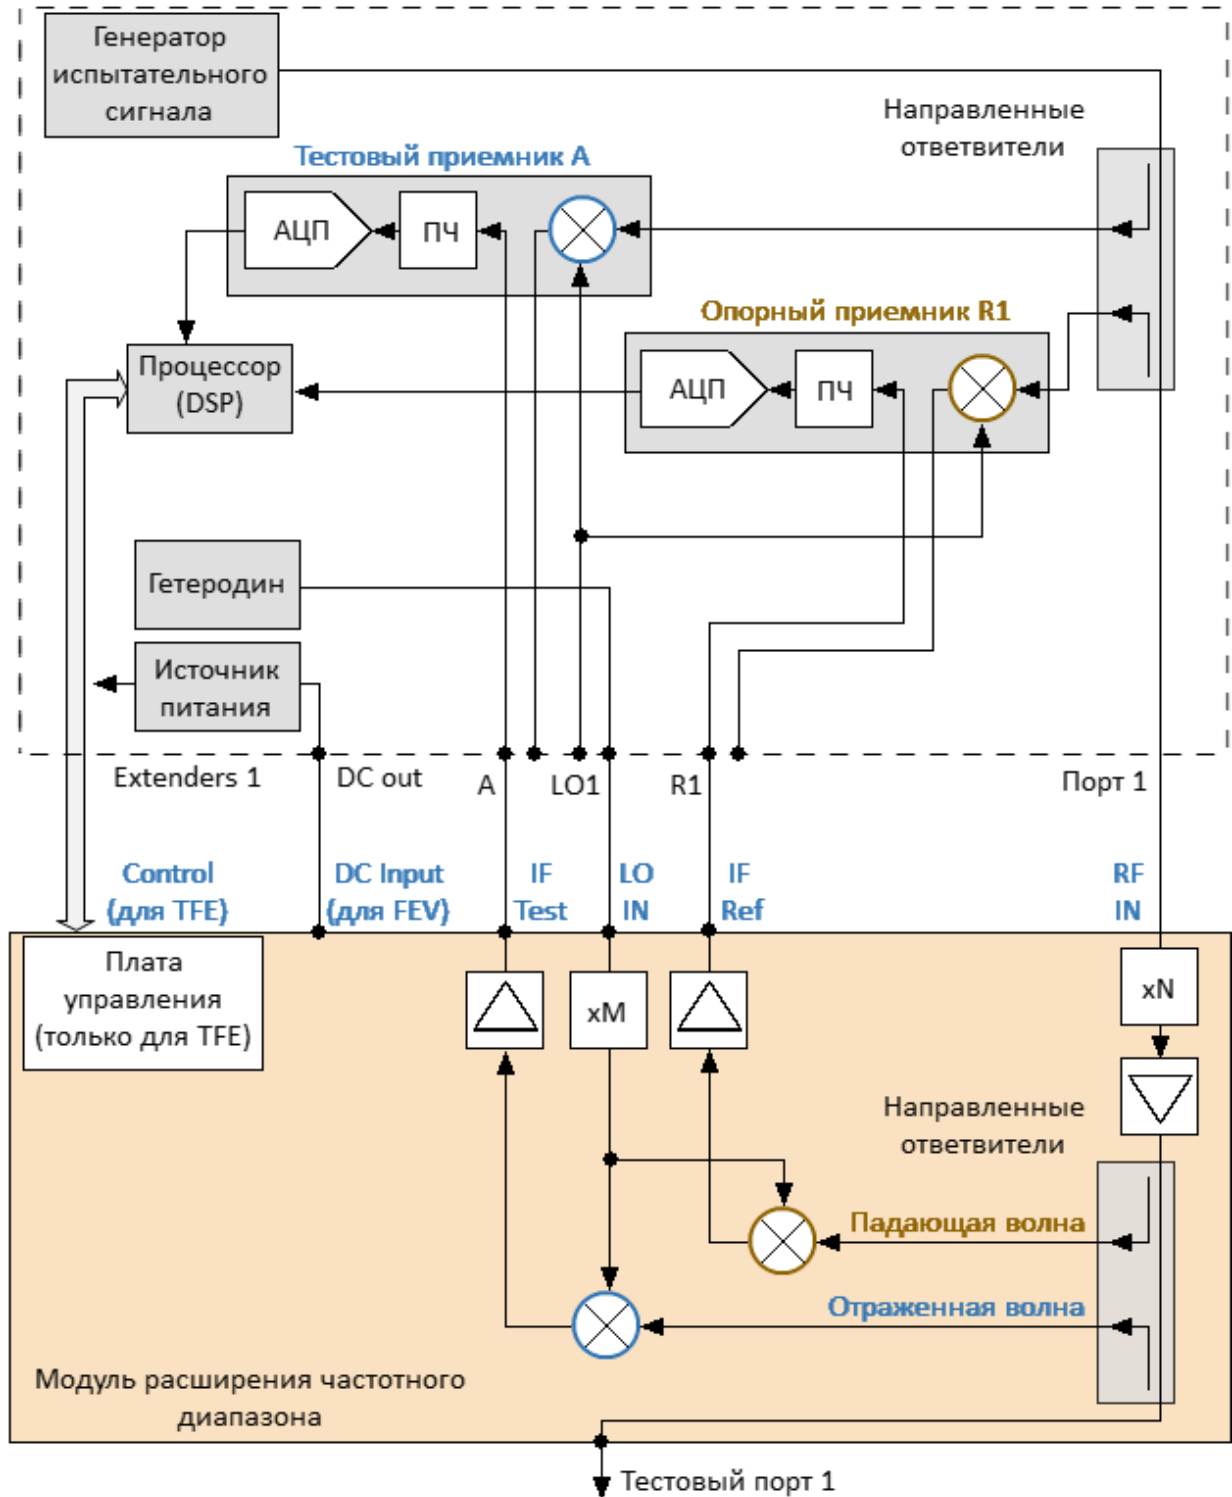 Генератор
испытательного
сигнала
Направленные
ответвители
Тестовый приемник А
АЦП
ПЧ
Опорный приемник R1
АЦП
ПЧ
Процессор
(DSP)
Гетеродин
Источник
питания
Extenders 1
DC out
A
LO1
R1
Порт 1
Control
(для TFE)
DC Input
(для FEV)
IF
Test
LO
IN
IF
Ref
RF
IN
Плата
управления
(только для TFE)
xM
xN
Направленные
ответвители
Падающая волна
Отраженная волна
Модуль расширения частотного
диапазона
Тестовый порт 1